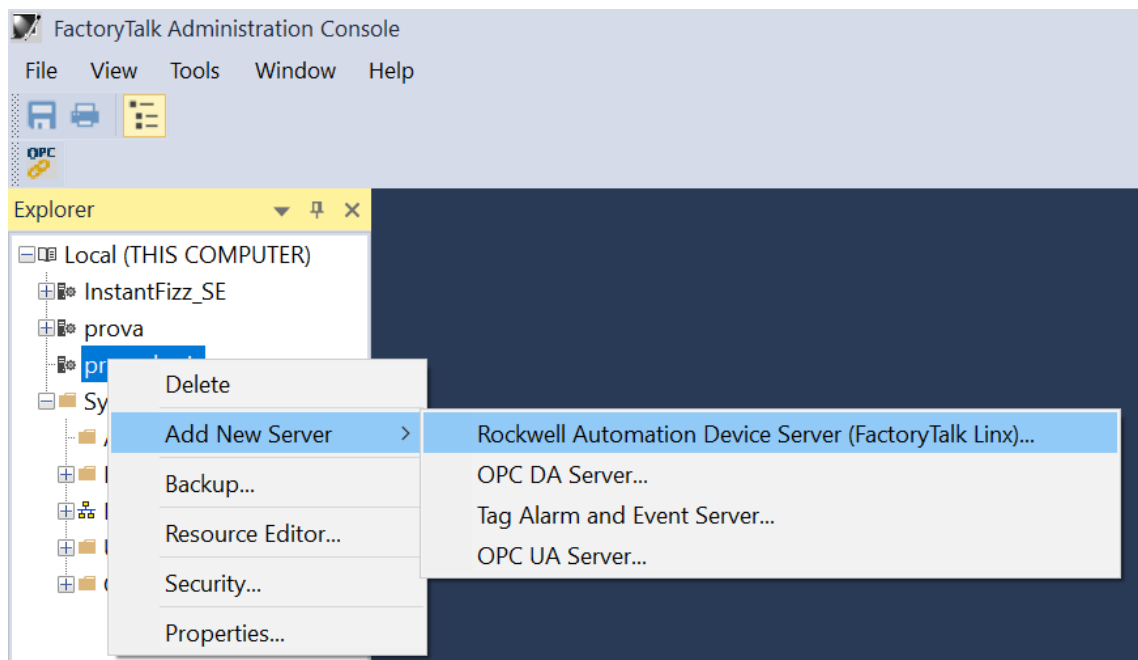 FactoryTalk Administration Console
File View Tools Window Help
OPC
Explorer
Local (THIS COMPUTER)
InstantFizz_SE
prova
Delete
Add New Server
Rockwell Automation Device Server (FactoryTalk Linx)...
OPC DA Server...
Backup...
Tag Alarm and Event Server...
Resource Editor...
OPC UA Server...
Security...
Properties...